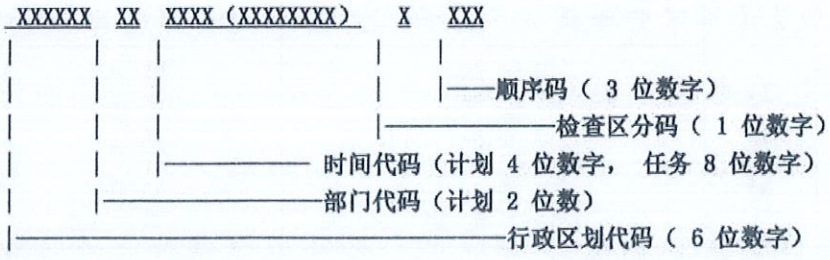 XXXXXX XX XXXX（XXXXXXXX） X XXX
顺序码（ 3 位数字）
检查区分码（ 1 位数字）
时间代码（计划 4 位数字， 任务 8 位数字）
部门代码（计划 2 位数）
行政区划代码（ 6 位数字）